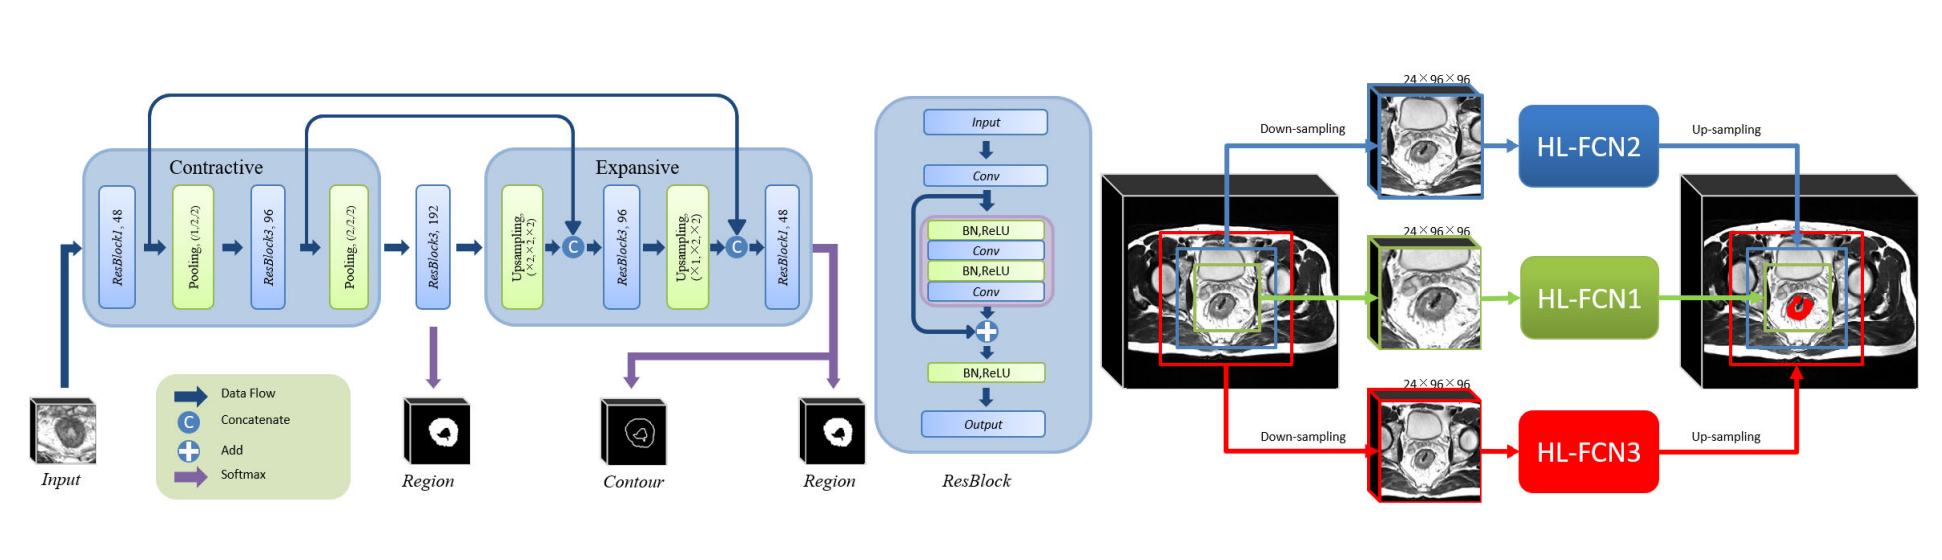 Contractive
ResBlock1, 48
Pooling, (/1,/2,/2)
ResBlock3, 96
Pooling, (/2,/2,/2)
ResBlock3, 192
Expansive
Upsampling,
(×2, ×2, ×2)
C
ResBlock3, 96
Upsampling,
(×1, ×2, ×2)
C
ResBlock1, 48
Input
Data Flow
C
Concatenate
Add
Softmax
Region
Contour
Region
Input
Conv
BN,ReLU
Conv
BN,ReLU
Conv
BN,ReLU
Output
ResBlock
24×96×96
Down-sampling
HL-FCN2
Up-sampling
24×96×96
HL-FCN1
24×96×96
Down-sampling
HL-FCN3
Up-sampling